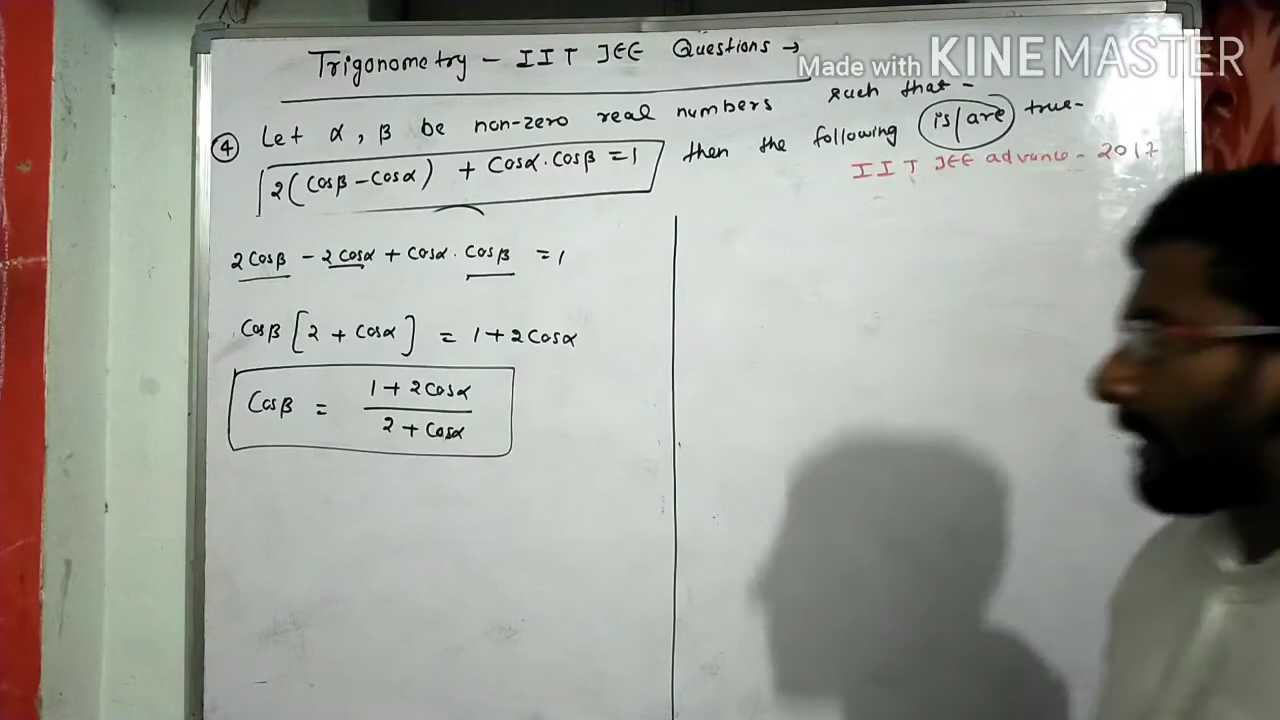 Trigonometry - IIT JEE Questions →
Made with KINEMASTER
④ Let α, β be non-zero real numbers such that -
2(Cosβ - Cosα) + Cosα.Cosβ = 1 then the following is/are true-
IIT JEE advance - 2017
2Cosβ - 2Cosα + Cosα. Cosβ = 1
Cosβ [2 + Cosα] = 1 + 2Cosα
Cosβ = (1 + 2Cosα)/(2 + Cosα)